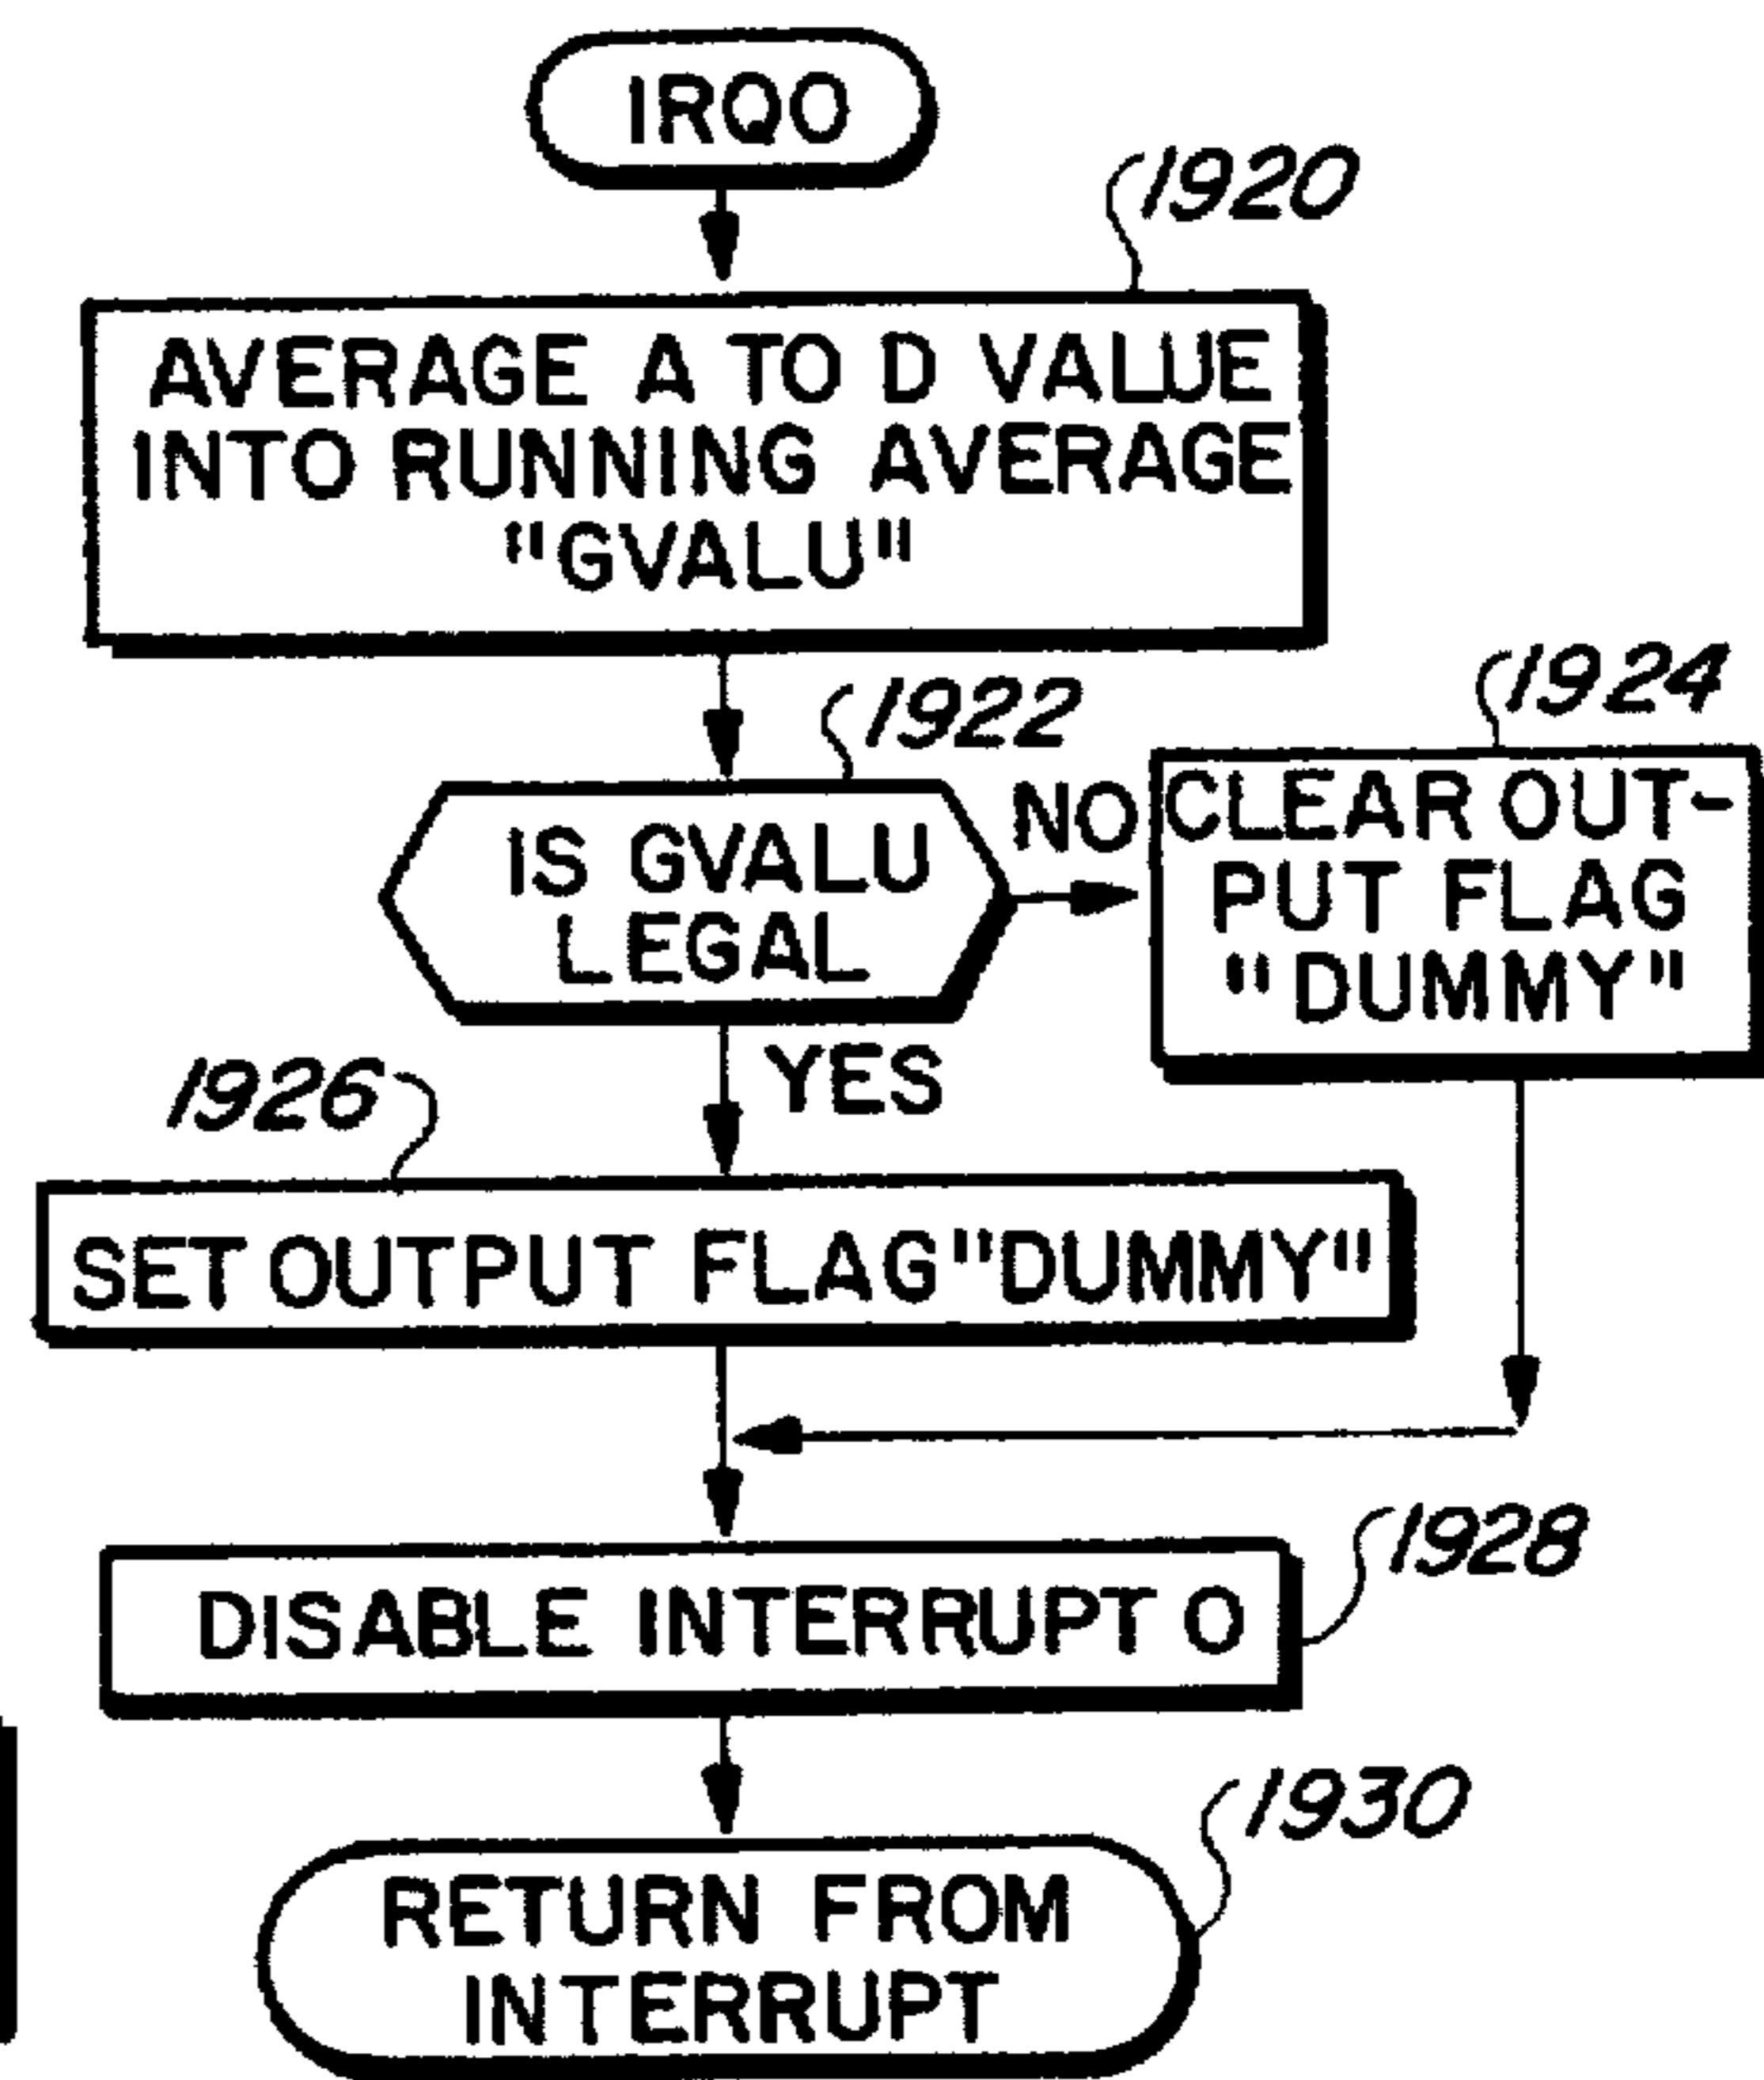 IRQ0
1920
AVERAGE A TO D VALUE
INTO RUNNING AVERAGE
"GVALU"
1922
1924
IS GVALU
LEGAL
NO
CLEAR OUT-
PUT FLAG
"DUMMY"
YES
1926
SET OUTPUT FLAG "DUMMY"
1928
DISABLE INTERRUPT 0
1930
RETURN FROM
INTERRUPT